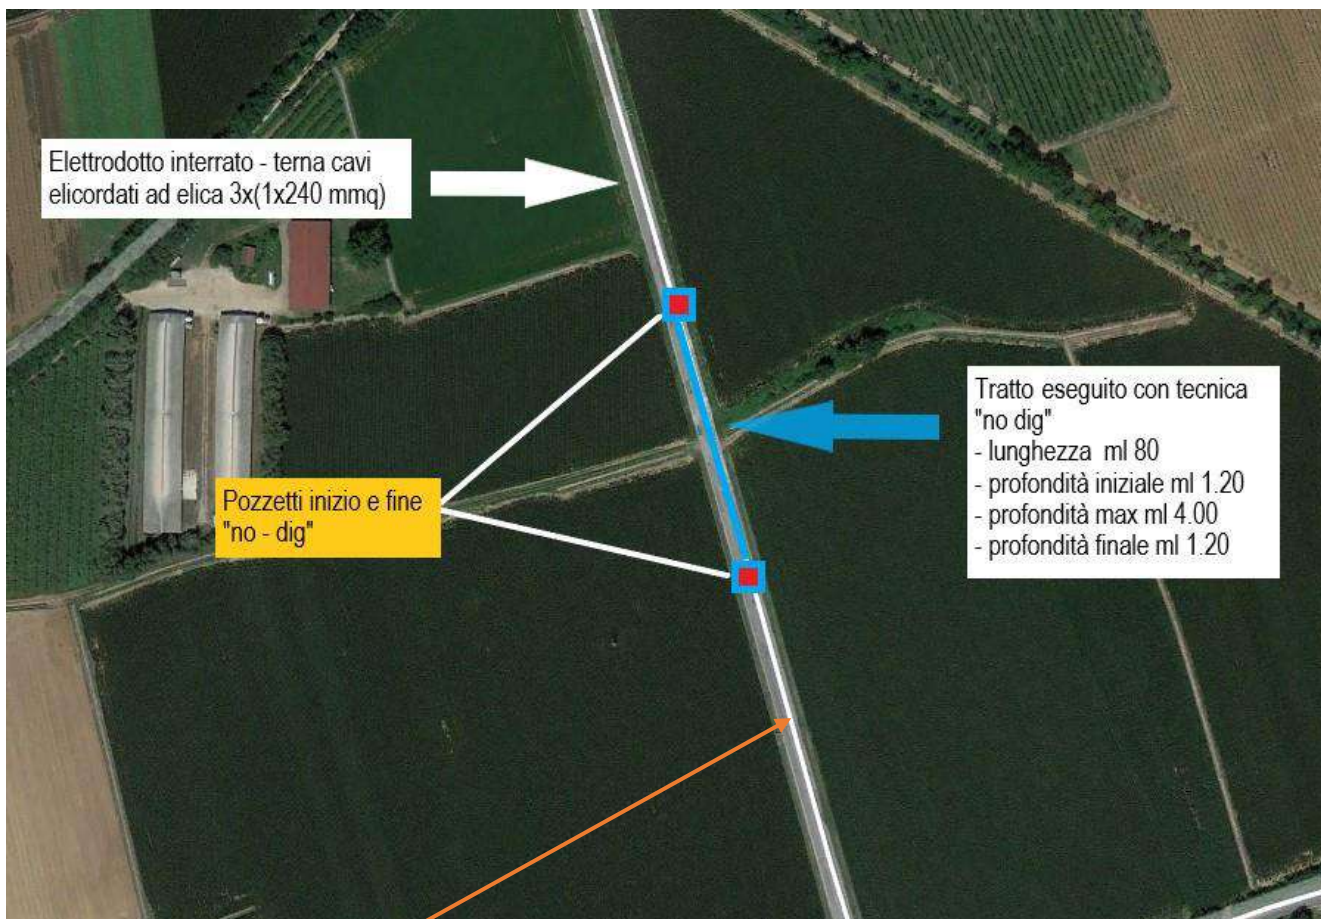 Elettrodotto interrato - terna cavi
elicordati ad elica 3x(1x240 mmq)
Tratto eseguito con tecnica
"no dig"
- lunghezza  ml 80
- profondità iniziale ml 1.20
- profondità max ml 4.00
- profondità finale ml 1.20
Pozzetti inizio e fine
"no - dig"